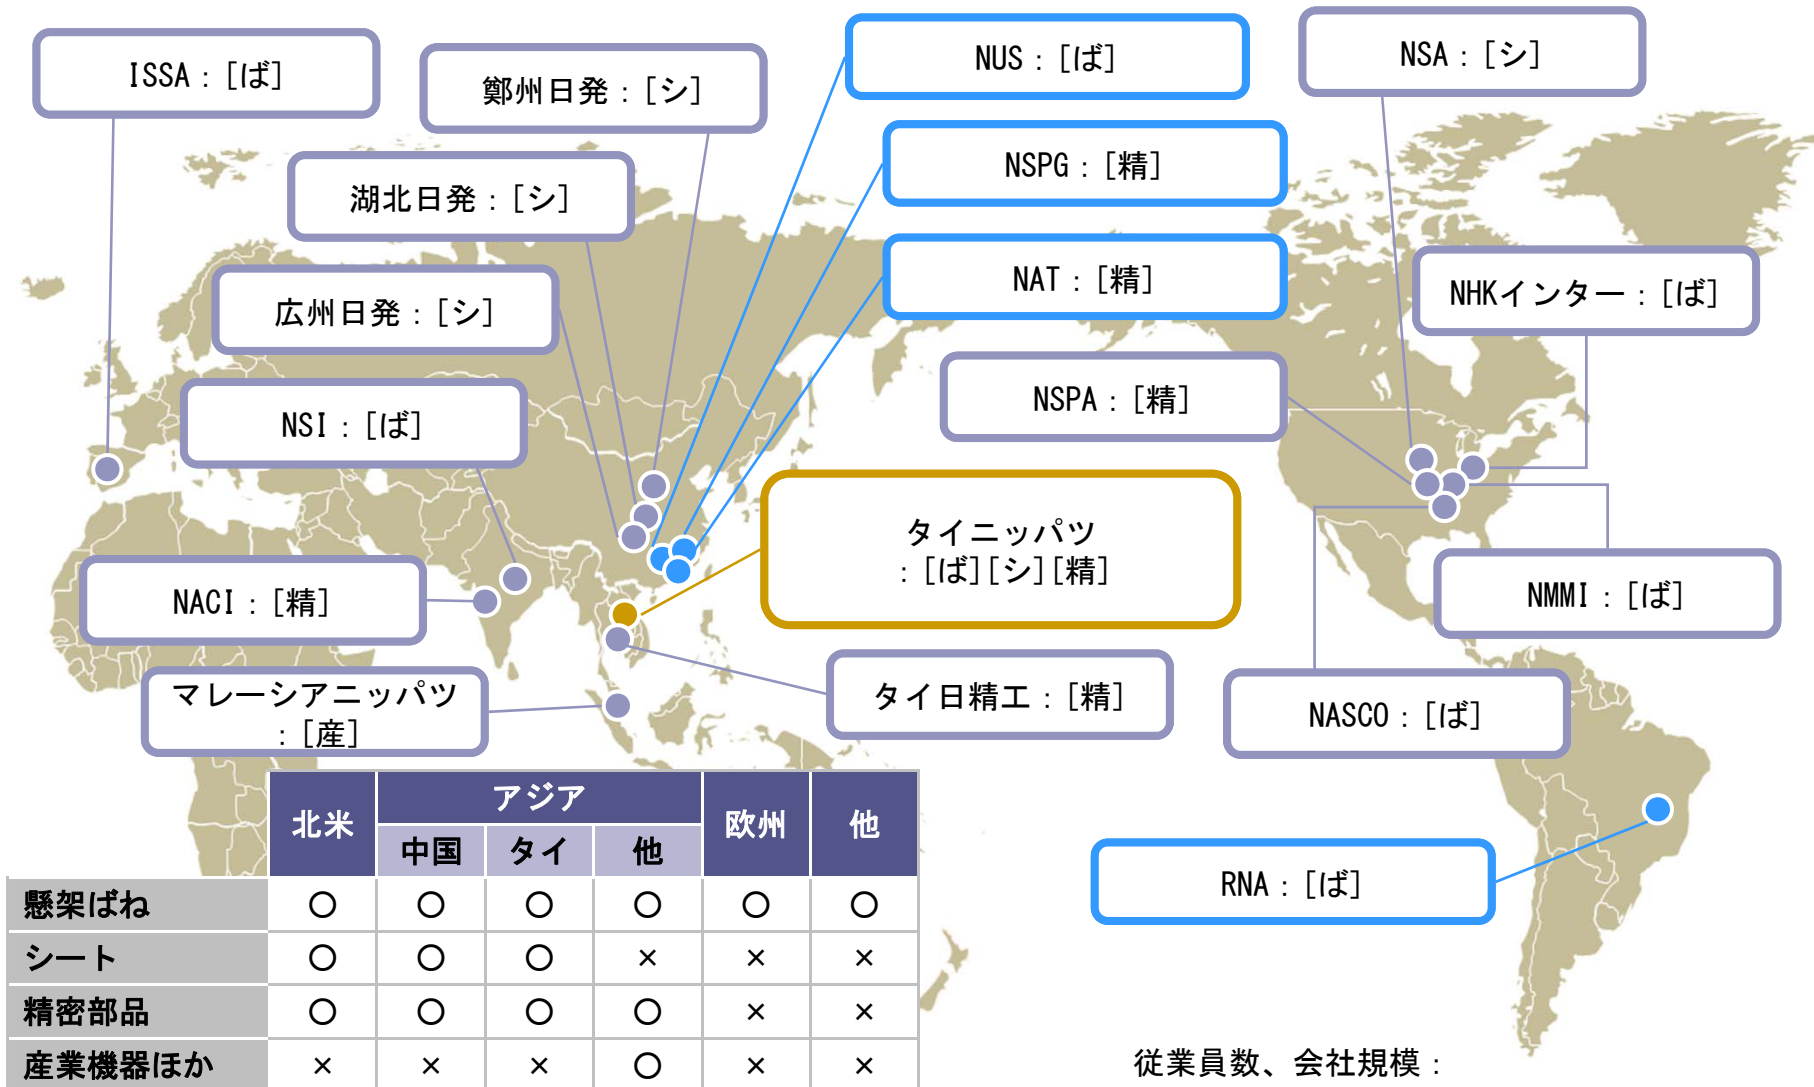 ISSA：[ば]
鄭州日発：[シ]
NUS：[ば]
NSA：[シ]
湖北日発：[シ]
NSPG：[精]
広州日発：[シ]
NAT：[精]
NHKインター：[ば]
NSI：[ば]
NSPA：[精]
タイニッパツ
：[ば][シ][精]
NACI：[精]
NMMI：[ば]
マレーシアニッパツ
：[産]
タイ日精工：[精]
NASCO：[ば]
RNA：[ば]
北米 アジア 欧州 他
中国 タイ 他
懸架ばね ○ ○ ○ ○ ○ ○
シート ○ ○ ○ × × ×
精密部品 ○ ○ ○ ○ × ×
産業機器ほか × × × ○ × ×
従業員数、会社規模：